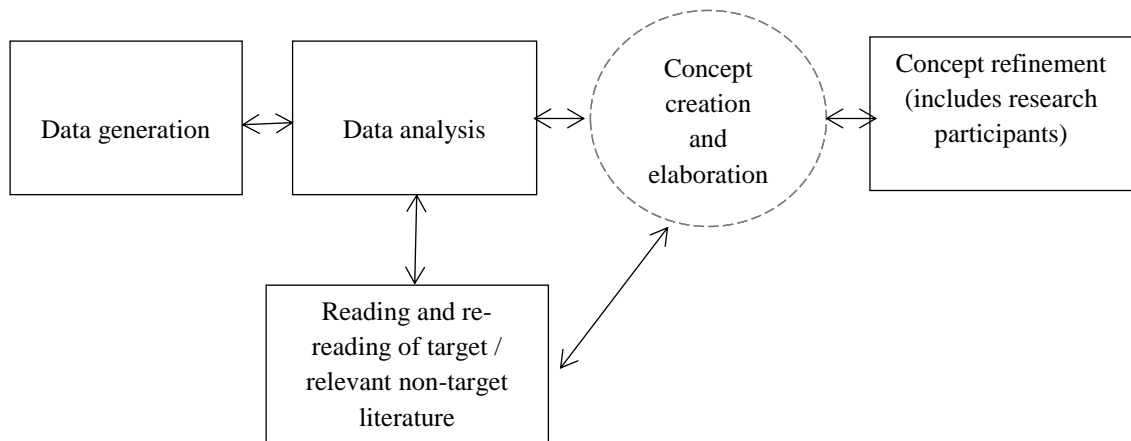 Data generation
Data analysis
Concept
creation
and
elaboration
Concept refinement
(includes research
participants)
Reading and re-
reading of target /
relevant non-target
literature